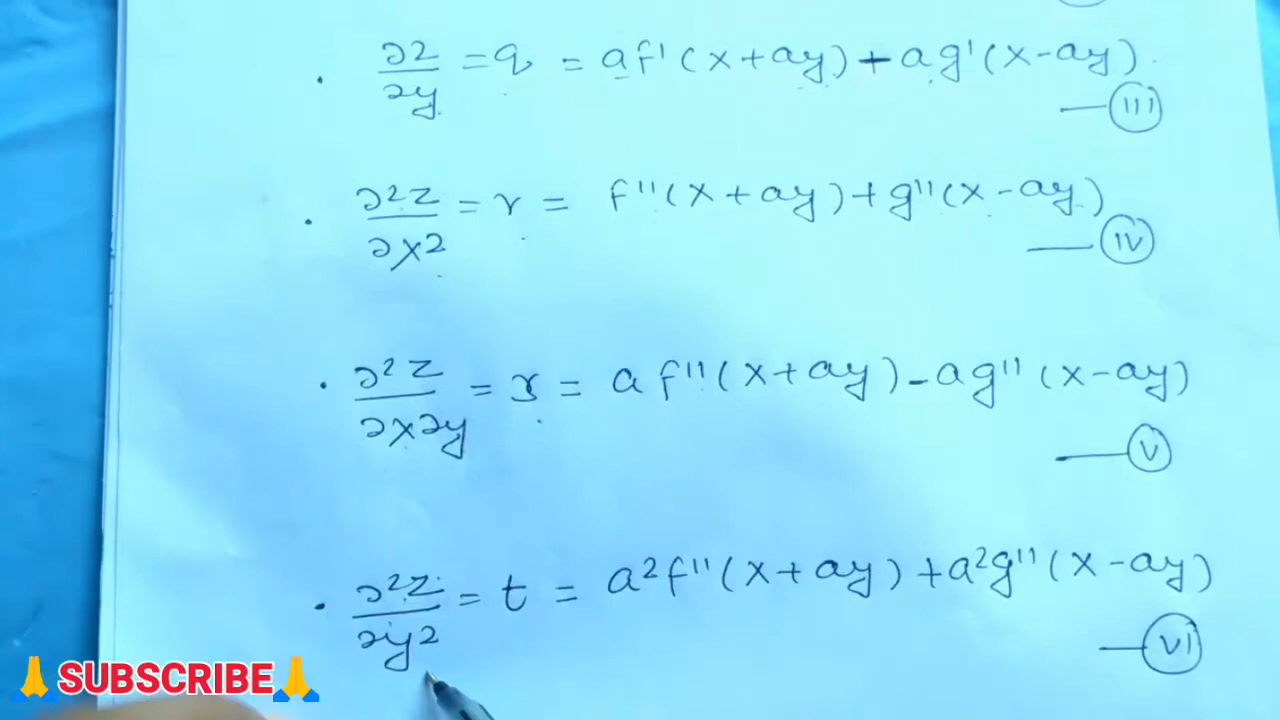 . ∂z/∂y = q = af'(x+ay) + ag'(x-ay).
— (iii)
. ∂²z/∂x² = r = f''(x+ay)+g''(x-ay)
— (iv)
. ∂²z/∂x∂y = s = af''(x+ay) - ag''(x-ay)
— (v)
. ∂²z/∂y² = t = a²f''(x+ay) + a²g''(x-ay)
— (vi)
🙏SUBSCRIBE🙏